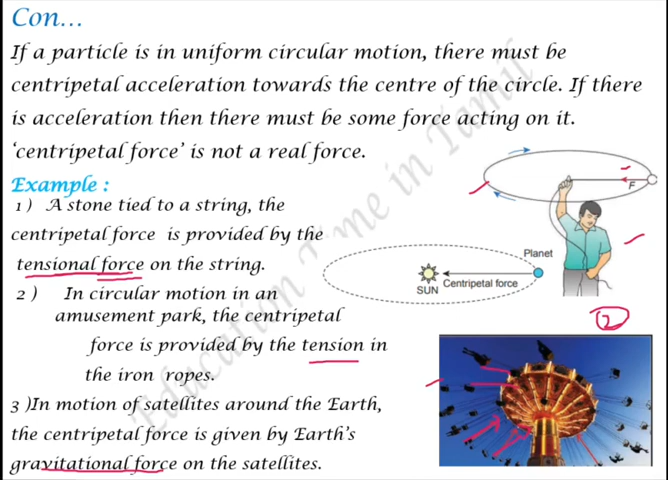 Con...
If a particle is in uniform circular motion, there must be
centripetal acceleration towards the centre of the circle. If there
is acceleration then there must be some force acting on it.
‘centripetal force’ is not a real force.
Example :
1 ) A stone tied to a string, the
centripetal force is provided by the
tensional force on the string.
2 ) In circular motion in an
amusement park, the centripetal
force is provided by the tension in
the iron ropes.
3 )In motion of satellites around the Earth,
the centripetal force is given by Earth's
gravitational force on the satellites.
F
Planet
Centripetal force
SUN
2
Education Time in Tamil